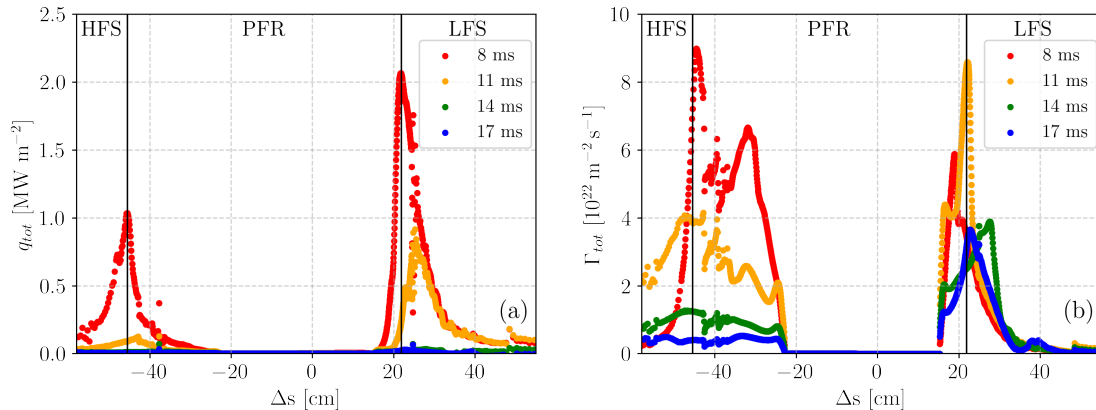 HFS PFR LFS
8 ms
11 ms
14 ms
17 ms
2.5
2.0
1.5
1.0
0.5
0.0
q_tot [MW m⁻²]
(a)
−40 −20 0 20 40
Δs [cm]
HFS PFR LFS
8 ms
11 ms
14 ms
17 ms
10
8
6
4
2
0
Γ_tot [10²² m⁻² s⁻¹]
(b)
−40 −20 0 20 40
Δs [cm]